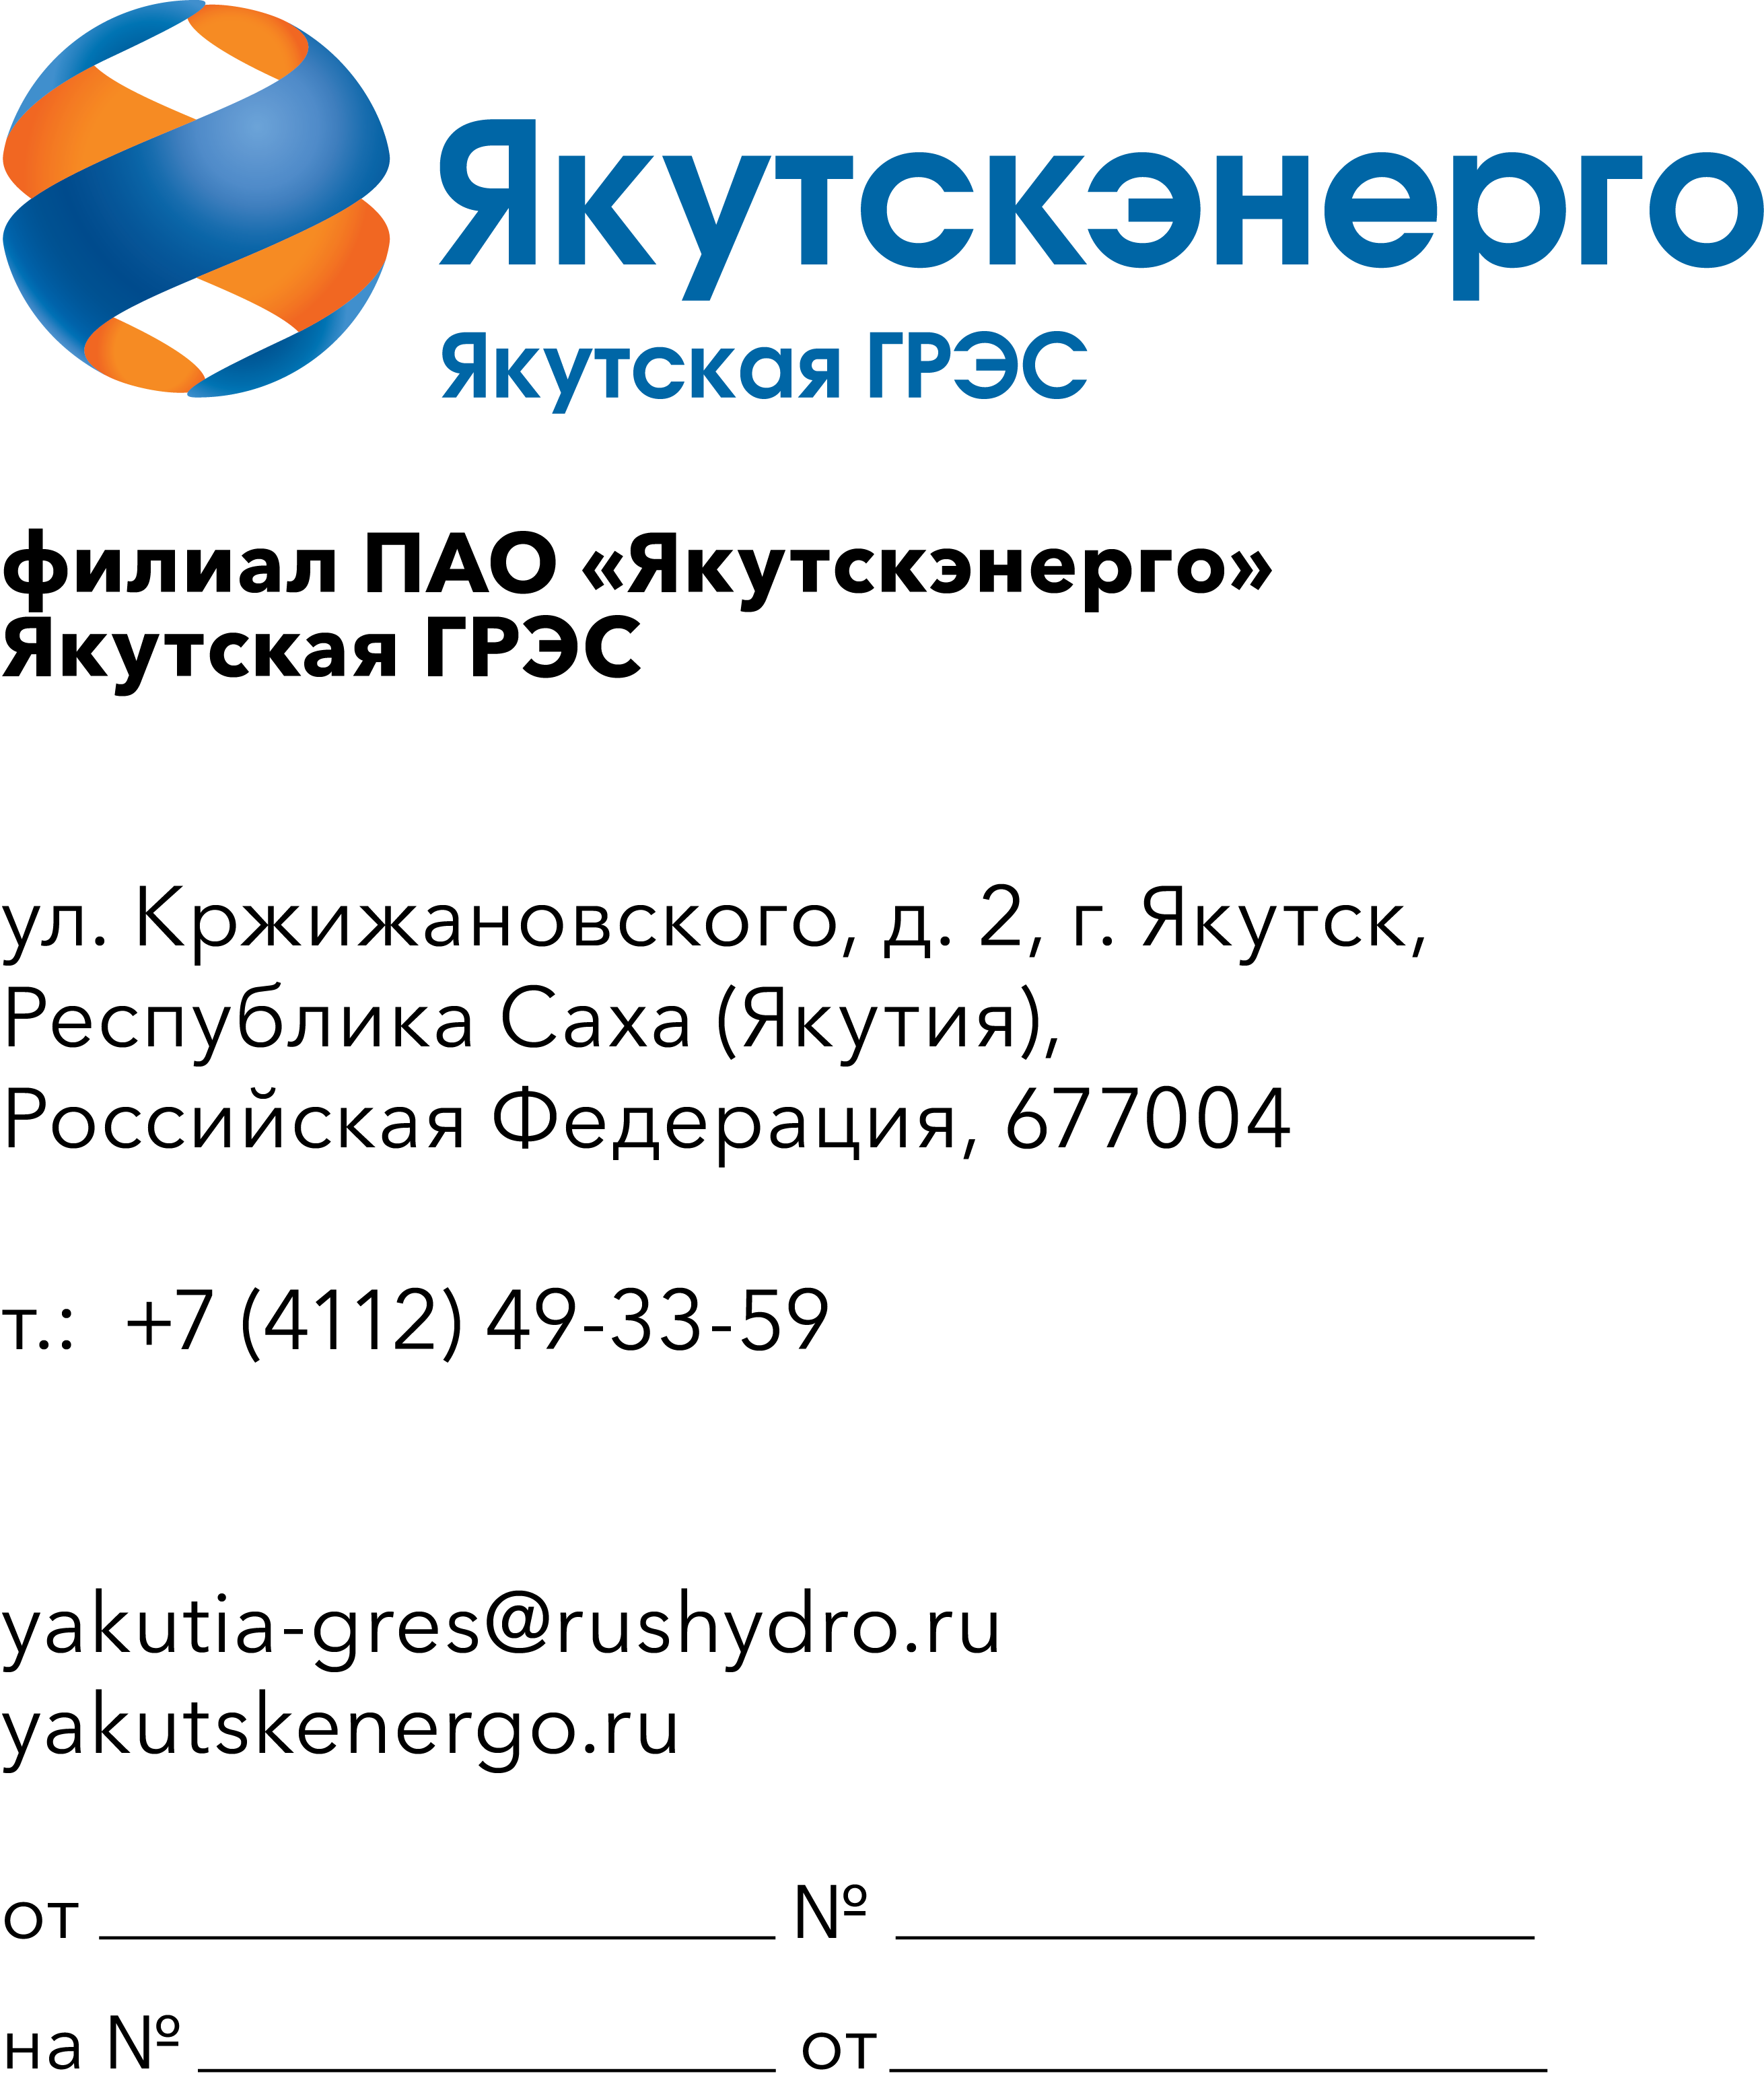 Якутскэнерго
Якутская ГРЭС
филиал ПАО «Якутскэнерго»
Якутская ГРЭС
ул. Кржижановского, д. 2, г. Якутск,
Республика Саха (Якутия),
Российская Федерация, 677004
т.: +7 (4112) 49-33-59
yakutia-gres@rushydro.ru
yakutskenergo.ru
от №
на № от